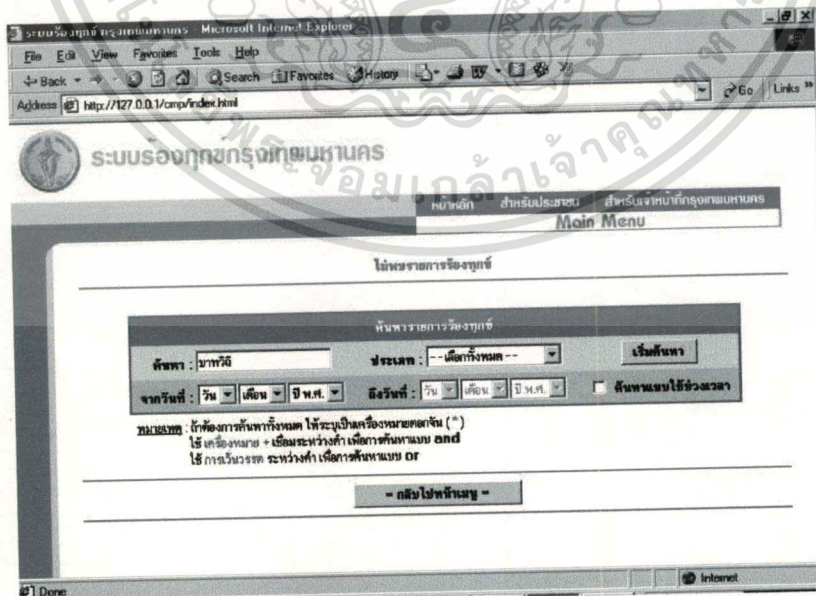 ระบบร้องทุกข์กรุงเทพมหานคร - Microsoft Internet Explorer
File Edit View Favorites Tools Help
Back Search Favorites History
Address http://127.0.0.1/cmp/index.html Go Links »
ระบบร้องทุกข์กรุงเทพมหานคร
หน้าหลัก สำหรับประชาชน สำหรับเจ้าหน้าที่กรุงเทพมหานคร
Main Menu
ไม่พบรายการร้องทุกข์
ค้นหารายการร้องทุกข์
ค้นหา : บาทวิถี ประเภท : --เลือกทั้งหมด-- เริ่มค้นหา
จากวันที่ : วัน เดือน ปี พ.ศ. ถึงวันที่ : วัน เดือน ปี พ.ศ. ค้นหาแบบใช้ช่วงเวลา
หมายเหตุ : ถ้าต้องการค้นหาทั้งหมด ให้ระบุเป็นเครื่องหมายดอกจัน (*)
ใช้ เครื่องหมาย + เชื่อมระหว่างคำ เพื่อการค้นหาแบบ and
ใช้ การเว้นวรรค ระหว่างคำ เพื่อการค้นหาแบบ or
- กลับไปหน้าเมนู -
Done Internet